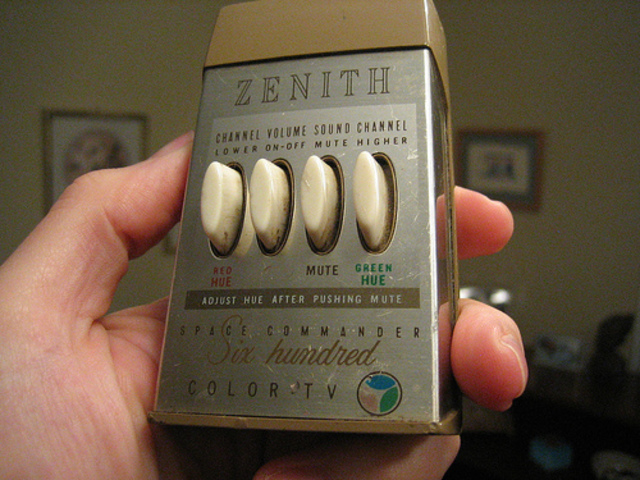 ZENITH
CHANNEL VOLUME SOUND CHANNEL
LOWER ON-OFF MUTE HIGHER
RED HUE MUTE GREEN HUE
ADJUST HUE AFTER PUSHING MUTE
SPACE COMMANDER
Six hundred
COLOR TV